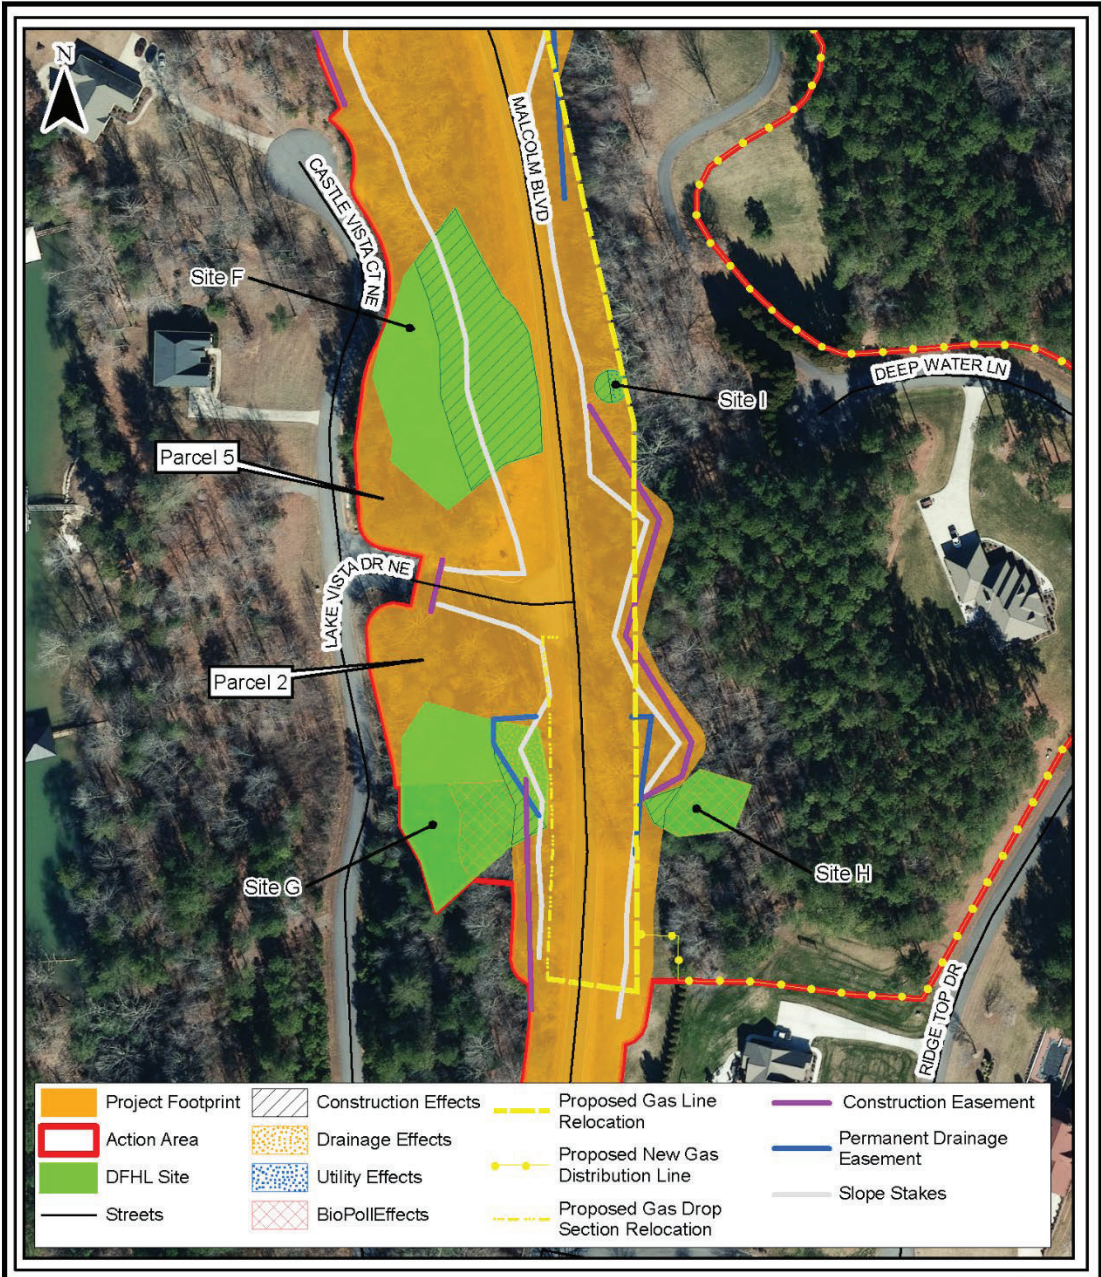 N
MALCOLM BLVD
CASTLE VISTA CT NE
Site F
DEEP WATER LN
Site I
Parcel 5
LAKE VISTA DR NE
Parcel 2
Site G
Site H
RIDGE TOP DR
Project Footprint
Action Area
DFHL Site
Streets
Construction Effects
Drainage Effects
Utility Effects
BioPollEffects
Proposed Gas Line
Relocation
Proposed New Gas
Distribution Line
Proposed Gas Drop
Section Relocation
Construction Easement
Permanent Drainage
Easement
Slope Stakes